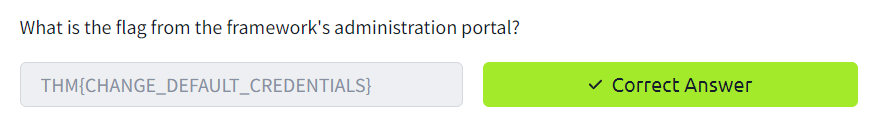 What is the flag from the framework's administration portal?
THM{CHANGE_DEFAULT_CREDENTIALS}
✓ Correct Answer